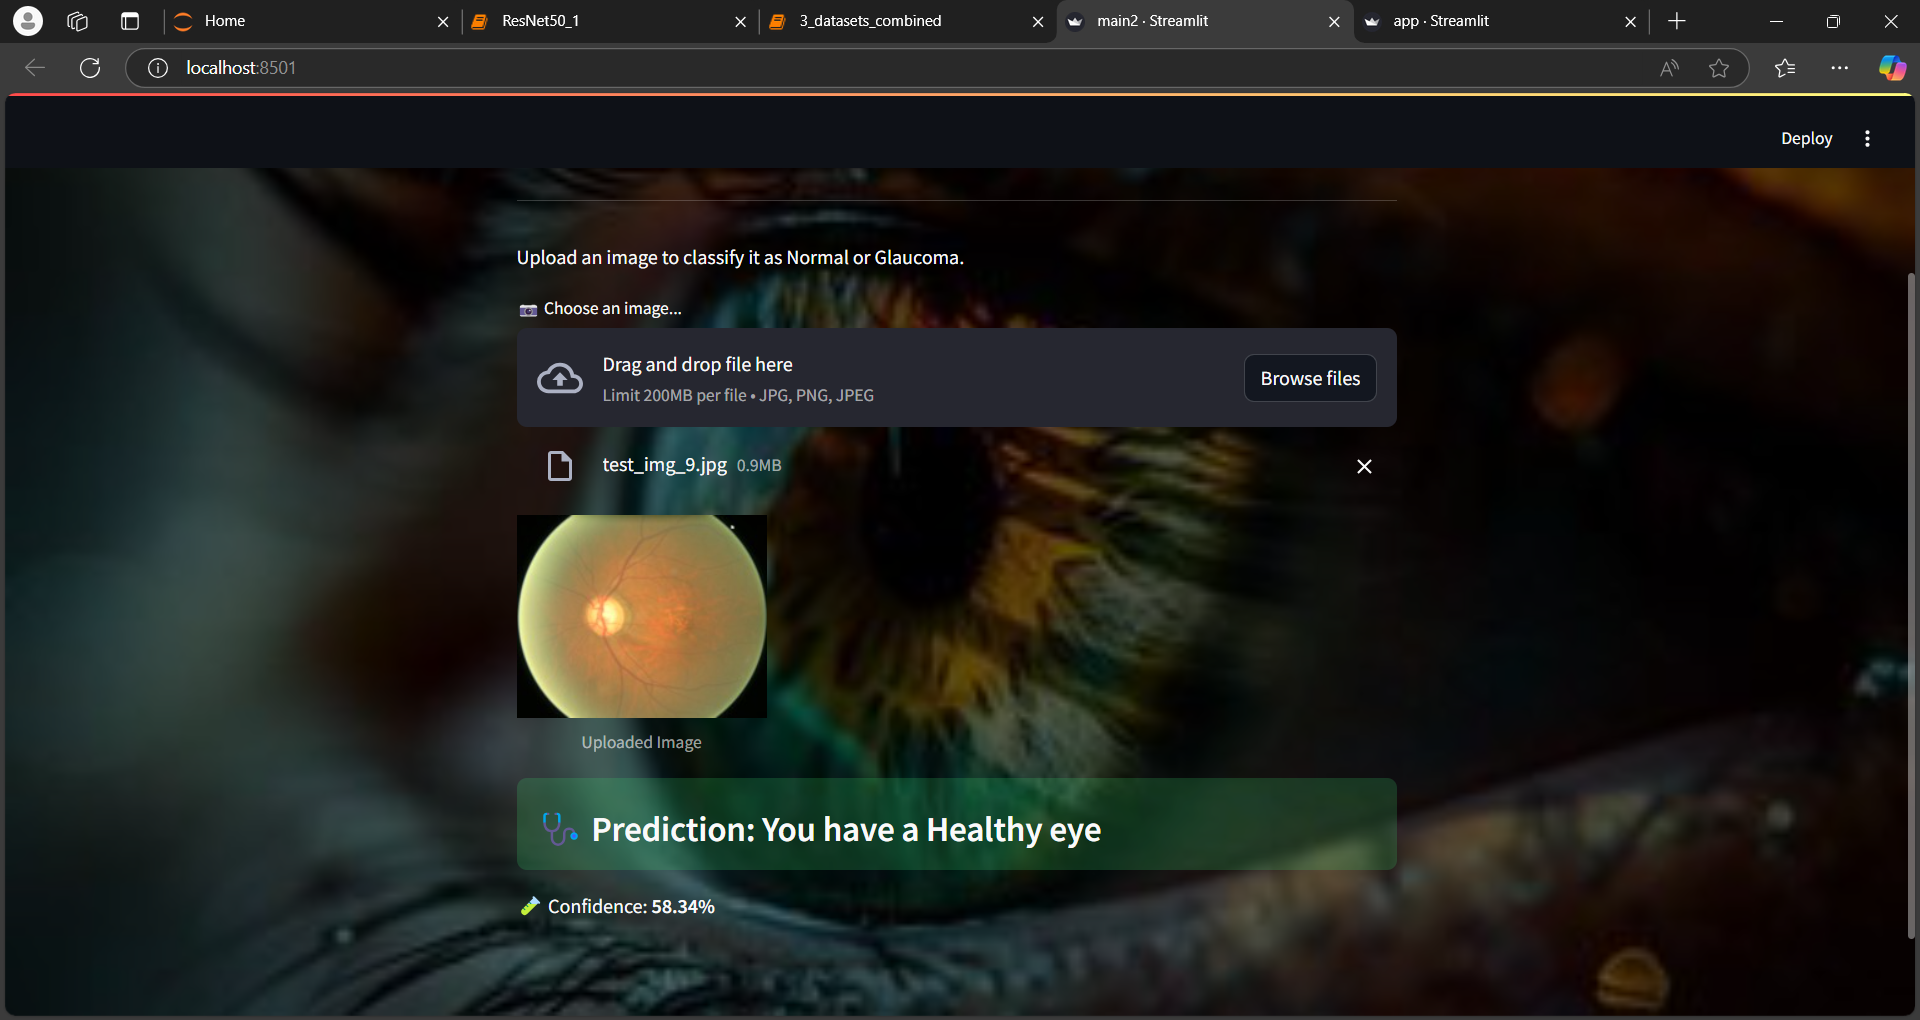 Home
ResNet50_1
3_datasets_combined
main2 · Streamlit
app · Streamlit
localhost:8501
Deploy
Upload an image to classify it as Normal or Glaucoma.
📷 Choose an image...
Drag and drop file here
Limit 200MB per file • JPG, PNG, JPEG
Browse files
test_img_9.jpg 0.9MB
Uploaded Image
🩺 Prediction: You have a Healthy eye
🧪 Confidence: 58.34%